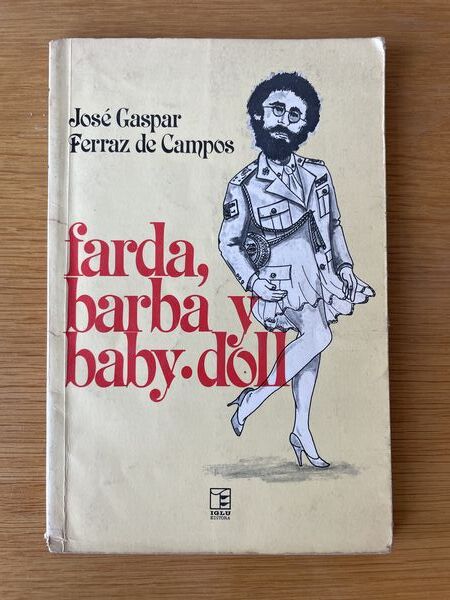 José Gaspar
Ferraz de Campos
farda,
barba y
baby·doll
IGLU
EDITORA